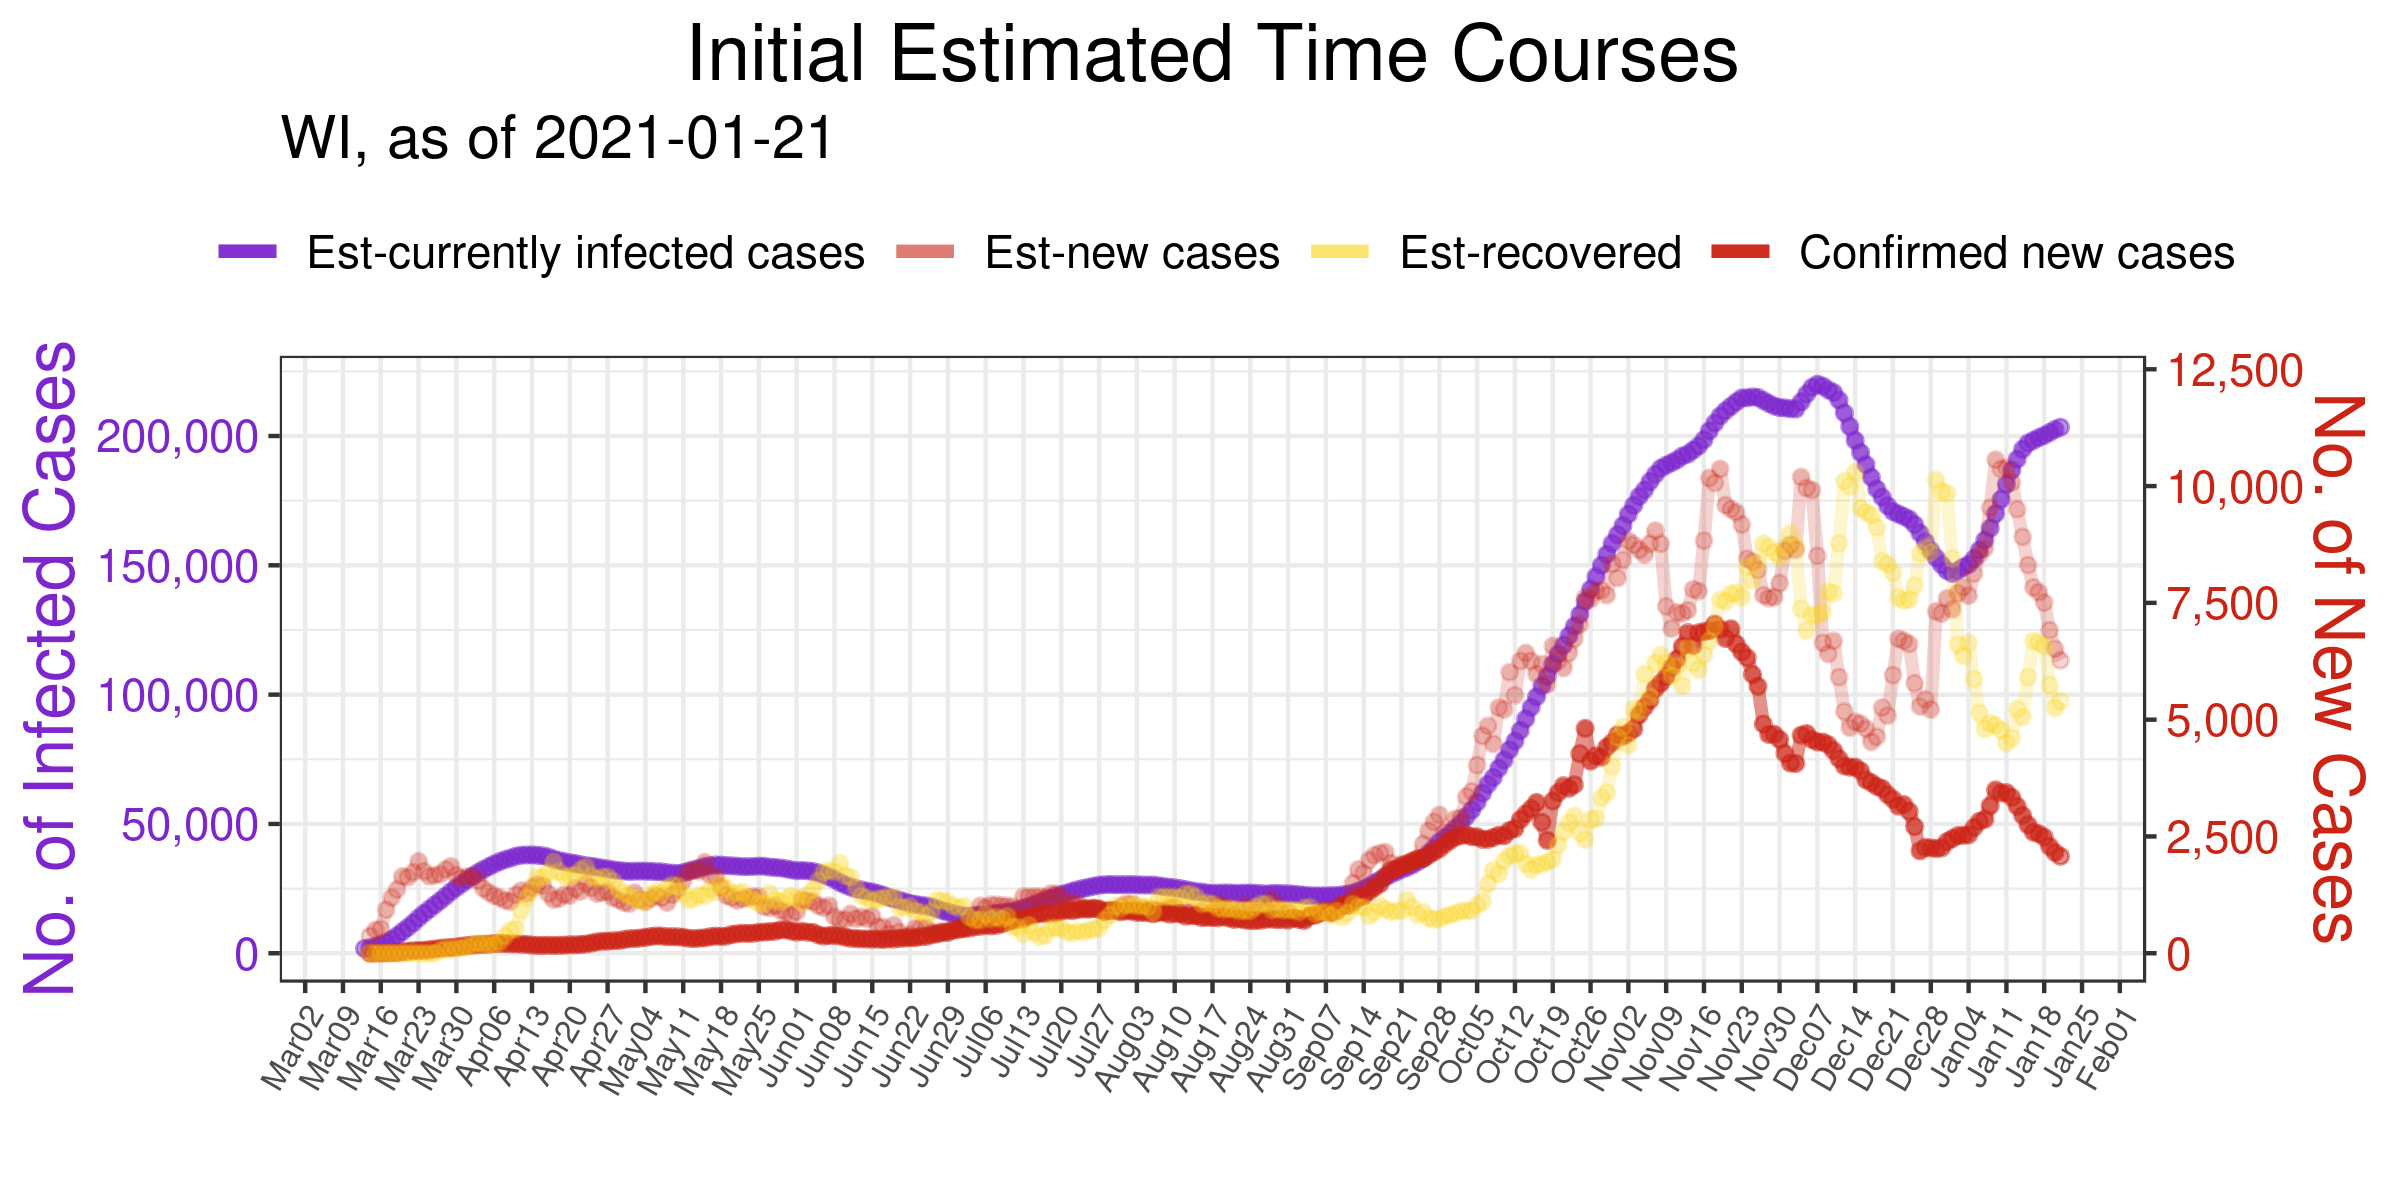 Initial Estimated Time Courses
WI, as of 2021-01-21
Est-currently infected cases Est-new cases Est-recovered Confirmed new cases
No. of Infected Cases
200,000
150,000
100,000
50,000
0
12,500
10,000
7,500
5,000
2,500
0
No. of New Cases
Mar02 Mar09 Mar16 Mar23 Mar30 Apr06 Apr13 Apr20 Apr27 May04 May11 May18 May25 Jun01 Jun08 Jun15 Jun22 Jun29 Jul06 Jul13 Jul20 Jul27 Aug03 Aug10 Aug17 Aug24 Aug31 Sep07 Sep14 Sep21 Sep28 Oct05 Oct12 Oct19 Oct26 Nov02 Nov09 Nov16 Nov23 Nov30 Dec07 Dec14 Dec21 Dec28 Jan04 Jan11 Jan18 Jan25 Feb01